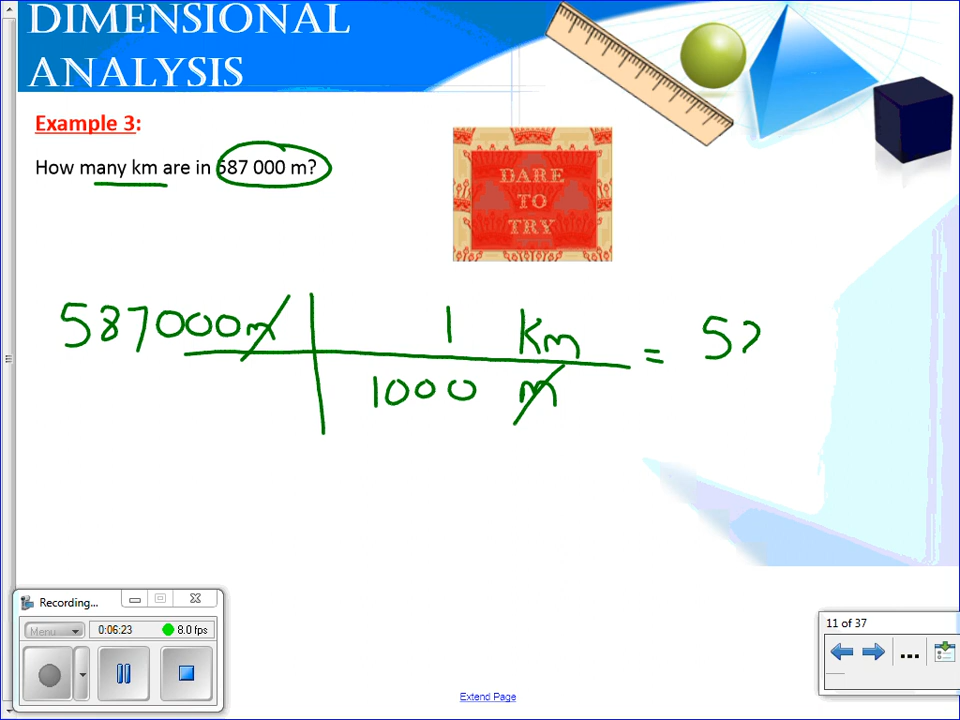 DIMENSIONAL
ANALYSIS
Example 3:
How many km are in 587 000 m?
DARE
TO
TRY
587000m | 1 Km
1000 m
= 5
Recording...
Menu
0:06:23
8.0 fps
11 of 37
...
Extend Page